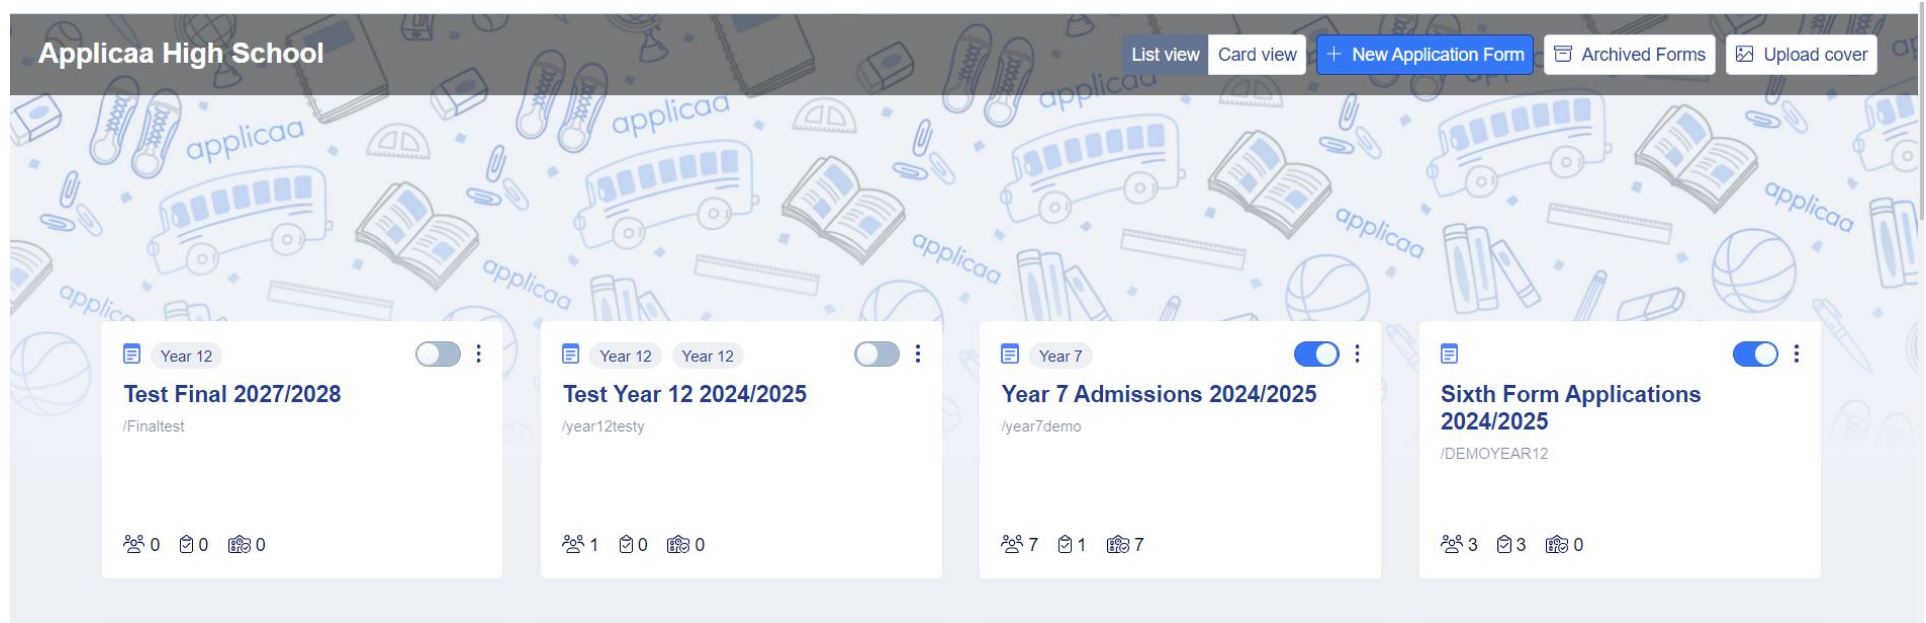 Applicaa High School
List view Card view + New Application Form Archived Forms Upload cover
applicaa applicaa applicaa
applicaa applicaa applicaa applicaa
applicaa applicaa
Year 12
Test Final 2027/2028
/Finaltest
0 0 0
Year 12 Year 12
Test Year 12 2024/2025
/year12testy
1 0 0
Year 7
Year 7 Admissions 2024/2025
/year7demo
7 1 7
Sixth Form Applications
2024/2025
/DEMOYEAR12
3 3 0